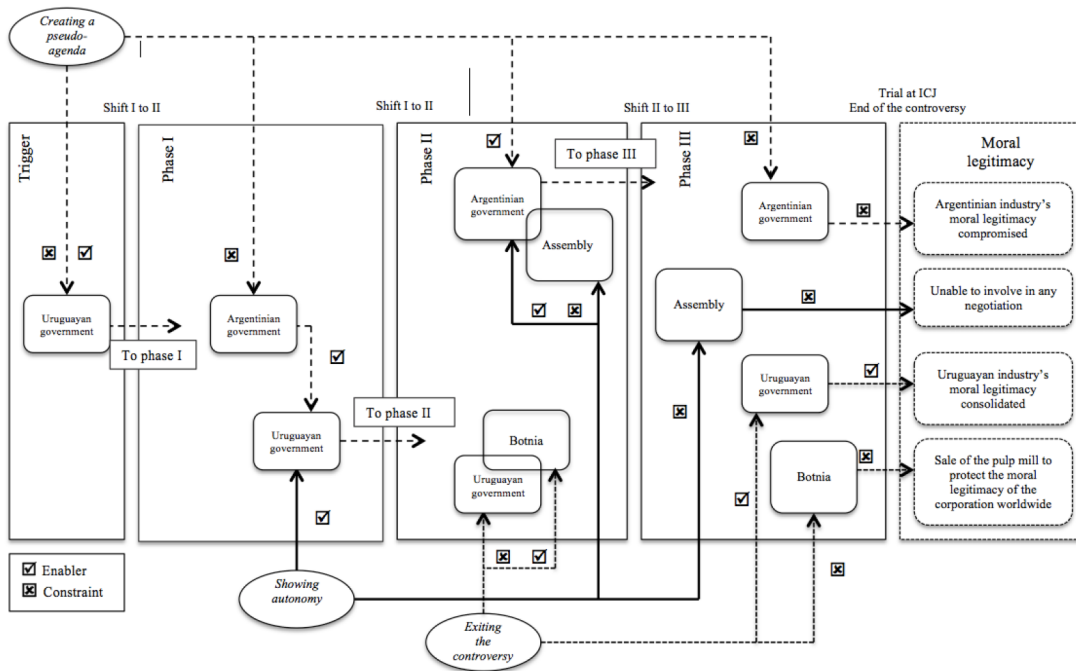 Creating a
pseudo-
agenda
Shift I to II
Shift I to II
Shift II to III
Trial at ICJ
End of the controversy
Trigger
Phase I
Phase II
Phase III
Moral
legitimacy
To phase III
Argentinian
government
Assembly
Argentinian
government
Argentinian industry's
moral legitimacy
compromised
Uruguayan
government
To phase I
Argentinian
government
Assembly
Unable to involve in any
negotiation
Uruguayan
government
To phase II
Botnia
Uruguayan
government
Uruguayan
government
Uruguayan industry's
moral legitimacy
consolidated
Botnia
Sale of the pulp mill to
protect the moral
legitimacy of the
corporation worldwide
Enabler
Constraint
Showing
autonomy
Exiting
the
controversy